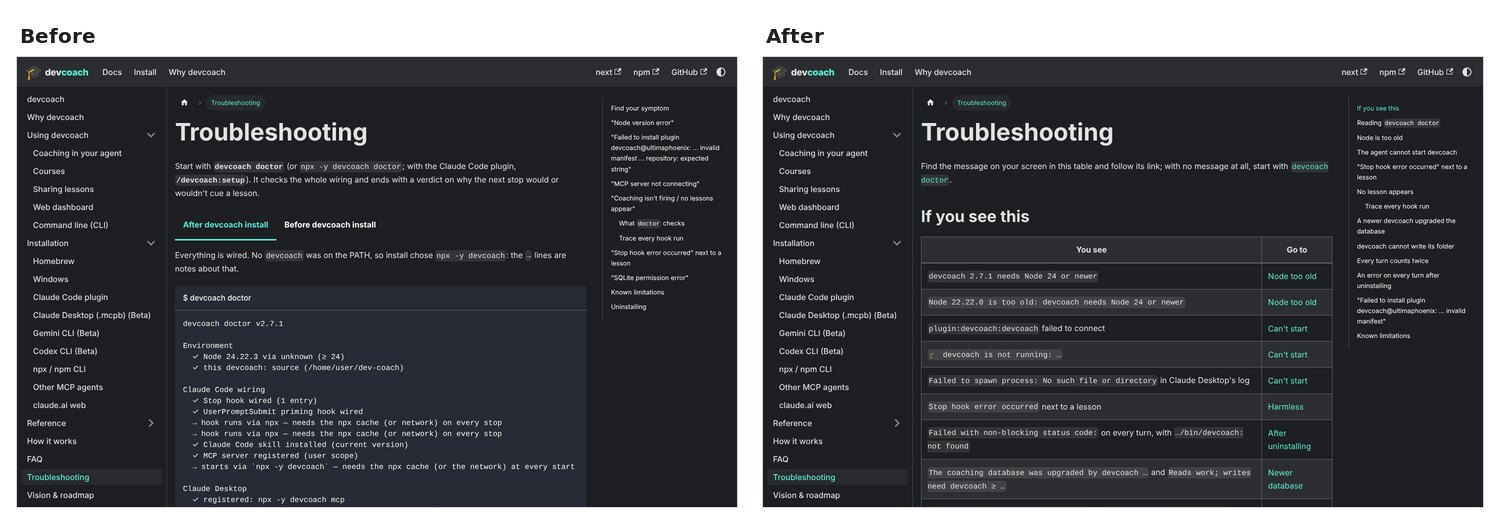 Before
devcoach
Docs
Install
Why devcoach
next
npm
GitHub
devcoach
Why devcoach
Using devcoach
Coaching in your agent
Courses
Sharing lessons
Web dashboard
Command line (CLI)
Installation
Homebrew
Windows
Claude Code plugin
Claude Desktop (.mcpb) (Beta)
Gemini CLI (Beta)
Codex CLI (Beta)
npx / npm CLI
Other MCP agents
claude.ai web
Reference
How it works
FAQ
Troubleshooting
Vision & roadmap
Troubleshooting
Troubleshooting
Start with devcoach doctor (or npx -y devcoach doctor; with the Claude Code plugin,
/devcoach:setup). It checks the whole wiring and ends with a verdict on why the next stop would or
wouldn't cue a lesson.
After devcoach install
Before devcoach install
Everything is wired. No devcoach was on the PATH, so install chose npx -y devcoach: the → lines are
notes about that.
$ devcoach doctor
devcoach doctor v2.7.1
Environment
✓ Node 24.22.3 via unknown (≥ 24)
✓ this devcoach: source (/home/user/dev-coach)
Claude Code wiring
✓ Stop hook wired (1 entry)
✓ UserPromptSubmit priming hook wired
→ hook runs via npx — needs the npx cache (or network) on every stop
→ hook runs via npx — needs the npx cache (or network) on every stop
✓ Claude Code skill installed (current version)
✓ MCP server registered (user scope)
→ starts via `npx -y devcoach` — needs the npx cache (or the network) at every start
Claude Desktop
✓ registered: npx -y devcoach mcp
Find your symptom
"Node version error"
"Failed to install plugin
devcoach@ultimaphoenix: ... invalid
manifest ... repository: expected
string"
"MCP server not connecting"
"Coaching isn't firing / no lessons
appear"
What doctor checks
Trace every hook run
"Stop hook error occurred" next to a
lesson
"SQLite permission error"
Known limitations
Uninstalling
After
devcoach
Docs
Install
Why devcoach
next
npm
GitHub
devcoach
Why devcoach
Using devcoach
Coaching in your agent
Courses
Sharing lessons
Web dashboard
Command line (CLI)
Installation
Homebrew
Windows
Claude Code plugin
Claude Desktop (.mcpb) (Beta)
Gemini CLI (Beta)
Codex CLI (Beta)
npx / npm CLI
Other MCP agents
claude.ai web
Reference
How it works
FAQ
Troubleshooting
Vision & roadmap
Troubleshooting
Troubleshooting
Find the message on your screen in this table and follow its link; with no message at all, start with devcoach
doctor.
If you see this
You see
Go to
devcoach 2.7.1 needs Node 24 or newer
Node too old
Node 22.22.0 is too old: devcoach needs Node 24 or newer
Node too old
plugin:devcoach:devcoach failed to connect
Can't start
🎓 devcoach is not running: …
Can't start
Failed to spawn process: No such file or directory in Claude Desktop's log
Can't start
Stop hook error occurred next to a lesson
Harmless
Failed with non-blocking status code: on every turn, with …/bin/devcoach:
not found
After
uninstalling
The coaching database was upgraded by devcoach … and Reads work; writes
need devcoach ≥ …
Newer
database
If you see this
Reading devcoach doctor
Node is too old
The agent cannot start devcoach
"Stop hook error occurred" next to a
lesson
No lesson appears
Trace every hook run
A newer devcoach upgraded the
database
devcoach cannot write its folder
Every turn counts twice
An error on every turn after
uninstalling
"Failed to install plugin
devcoach@ultimaphoenix: ... invalid
manifest"
Known limitations